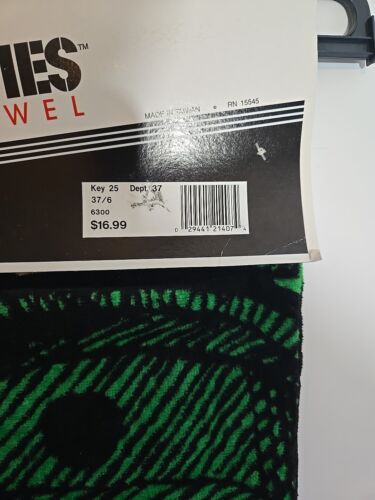 IES™
WEL
MADE IN TAIWAN • RN 15545
Key 25 Dept. 37
37/6
6300
$16.99
0 29441 21407 4